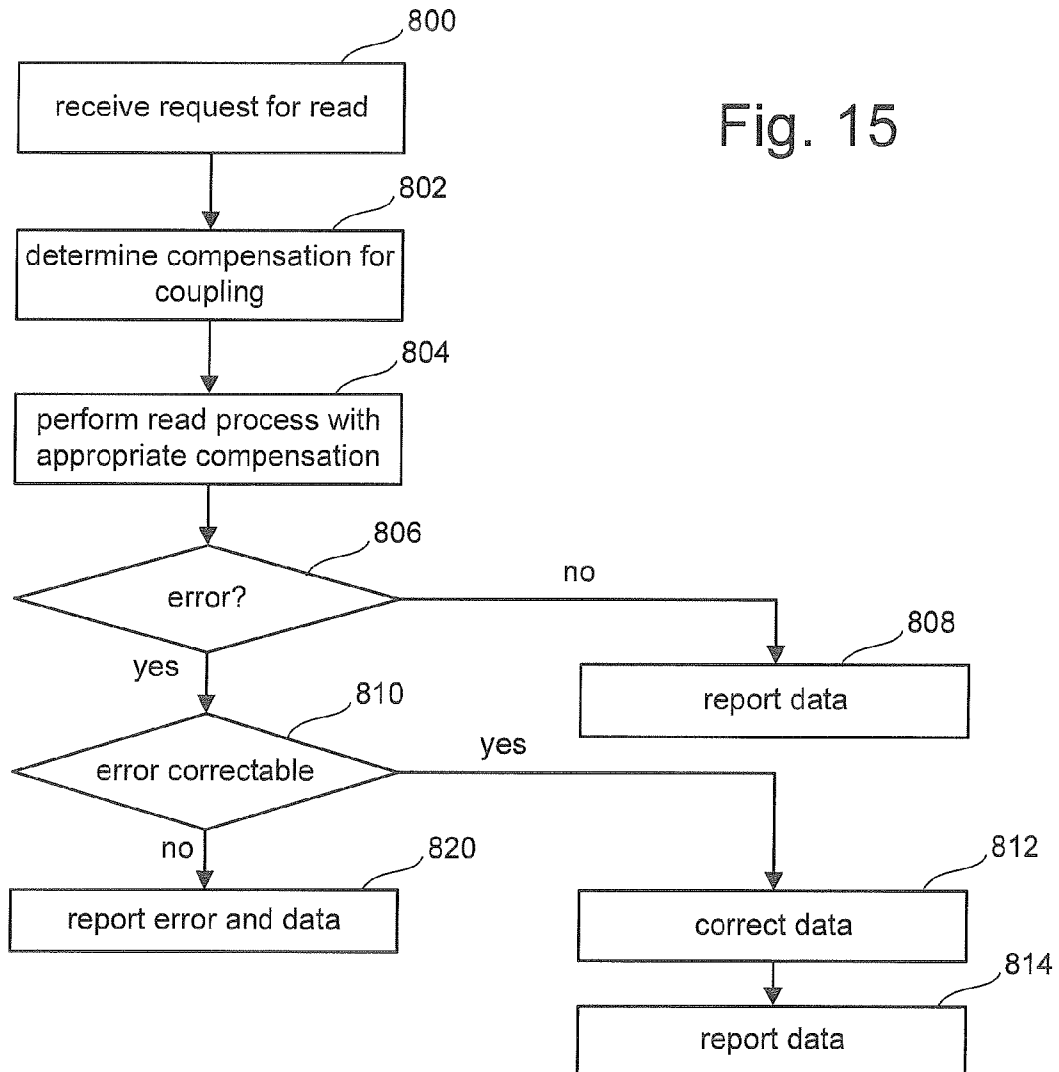 800
receive request for read
Fig. 15
802
determine compensation for
coupling
804
perform read process with
appropriate compensation
806
error?
no
808
yes
report data
810
yes
error correctable
no
820
812
report error and data
correct data
814
report data